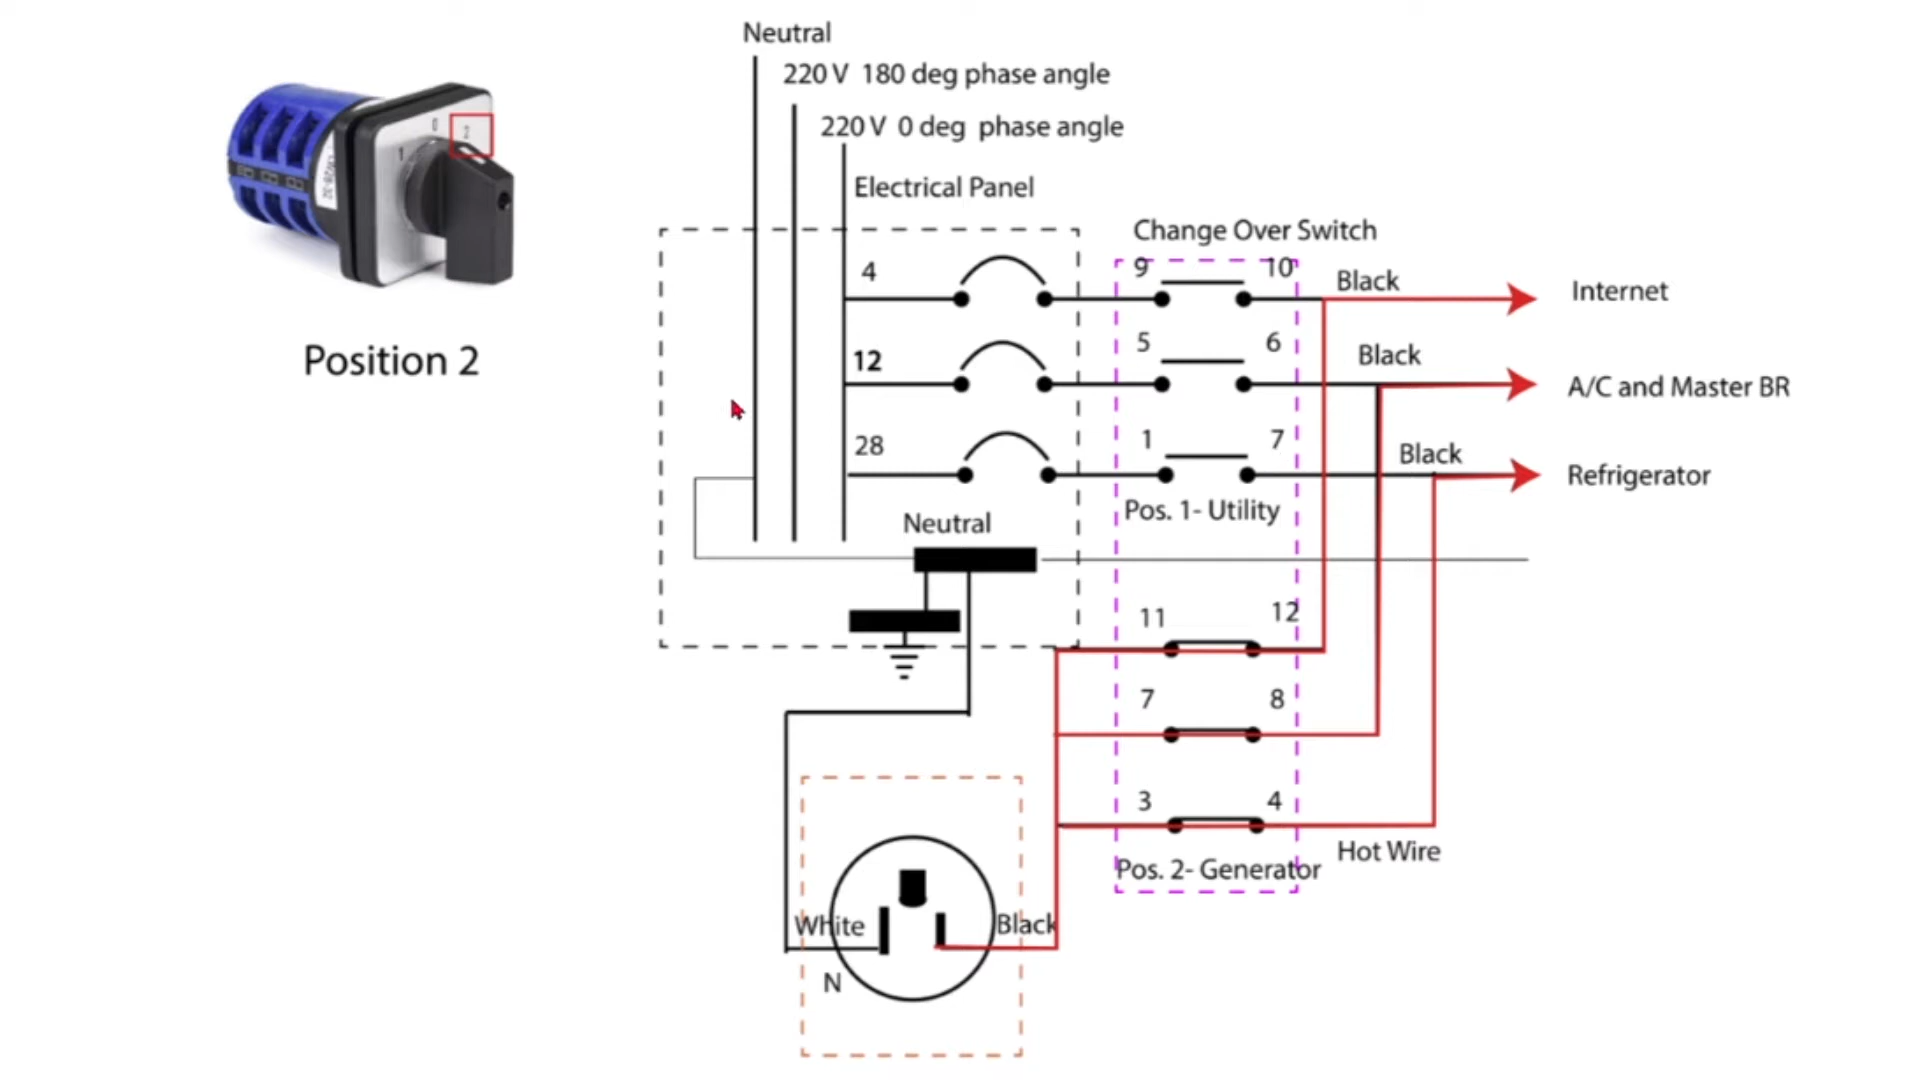 Neutral
220 V 180 deg phase angle
220 V 0 deg phase angle
Electrical Panel
Change Over Switch
4
9
10
Black
Internet
12
5
6
Black
A/C and Master BR
Position 2
28
1
7
Black
Refrigerator
Pos. 1- Utility
Neutral
11
12
7
8
3
4
Hot Wire
Pos. 2- Generator
White
Black
N
0
1